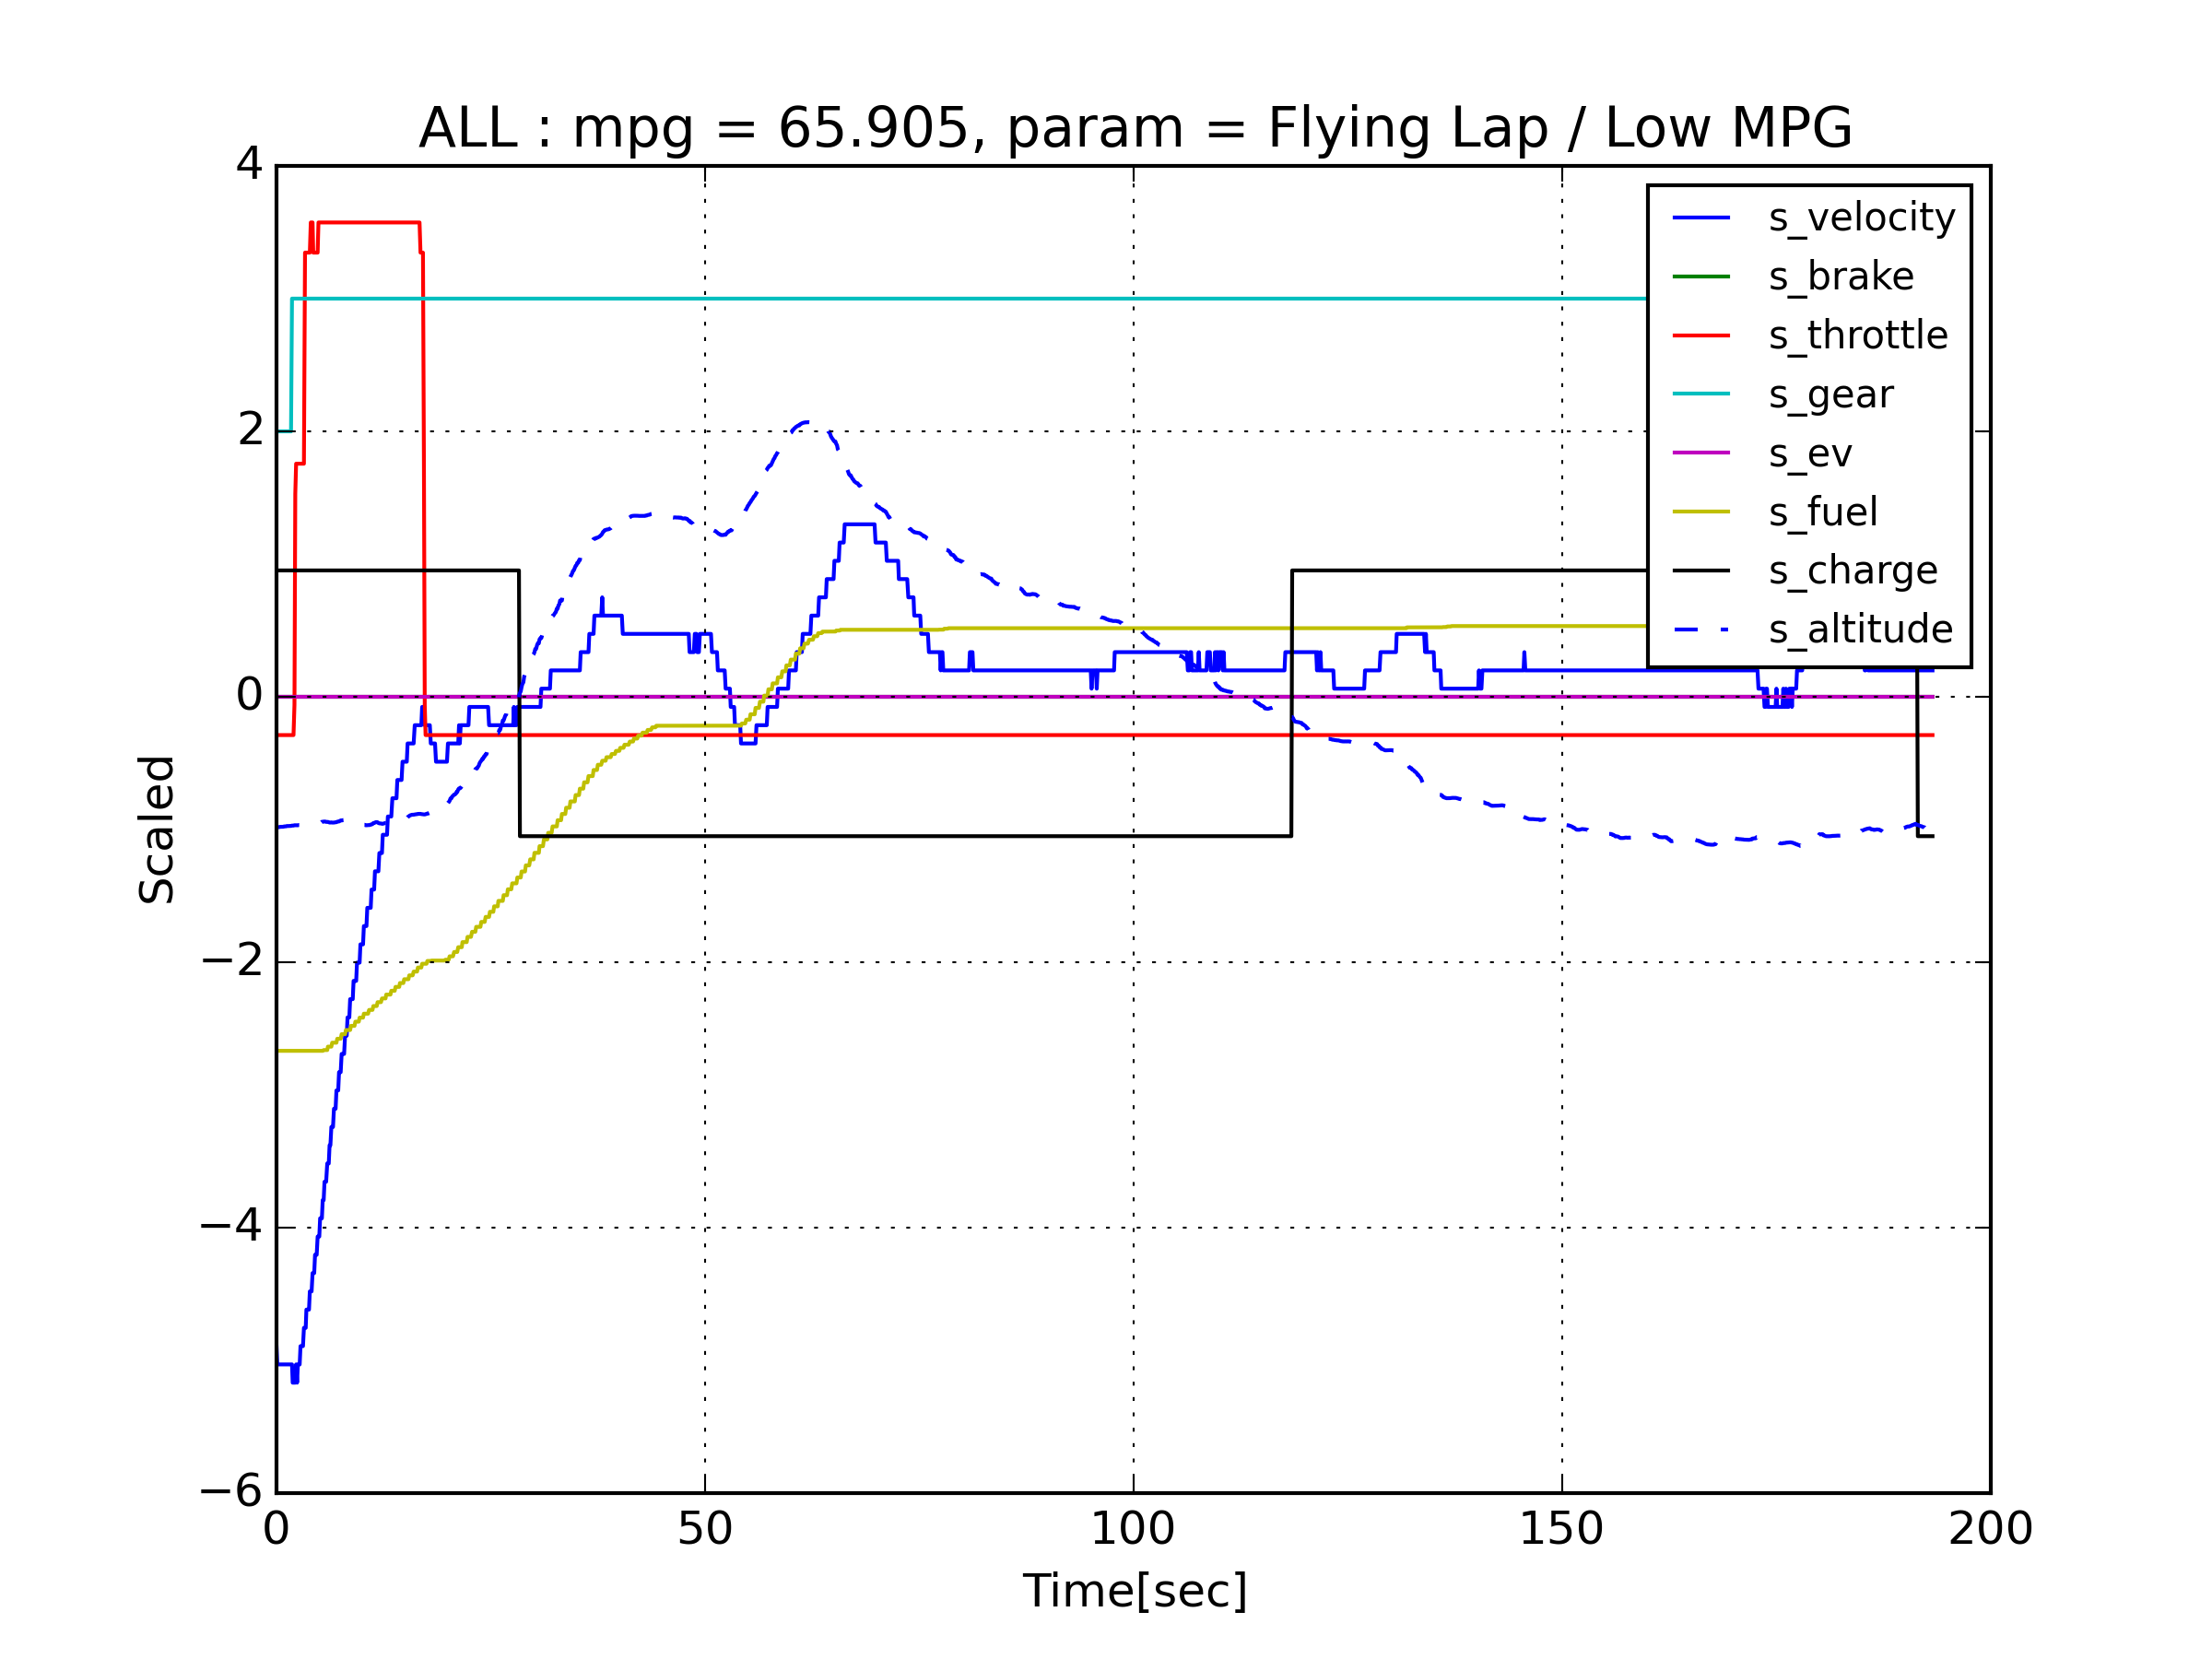 ALL : mpg = 65.905, param = Flying Lap / Low MPG
4
2
0
−2
−4
−6
Scaled
s_velocity
s_brake
s_throttle
s_gear
s_ev
s_fuel
s_charge
s_altitude
0 50 100 150 200
Time[sec]